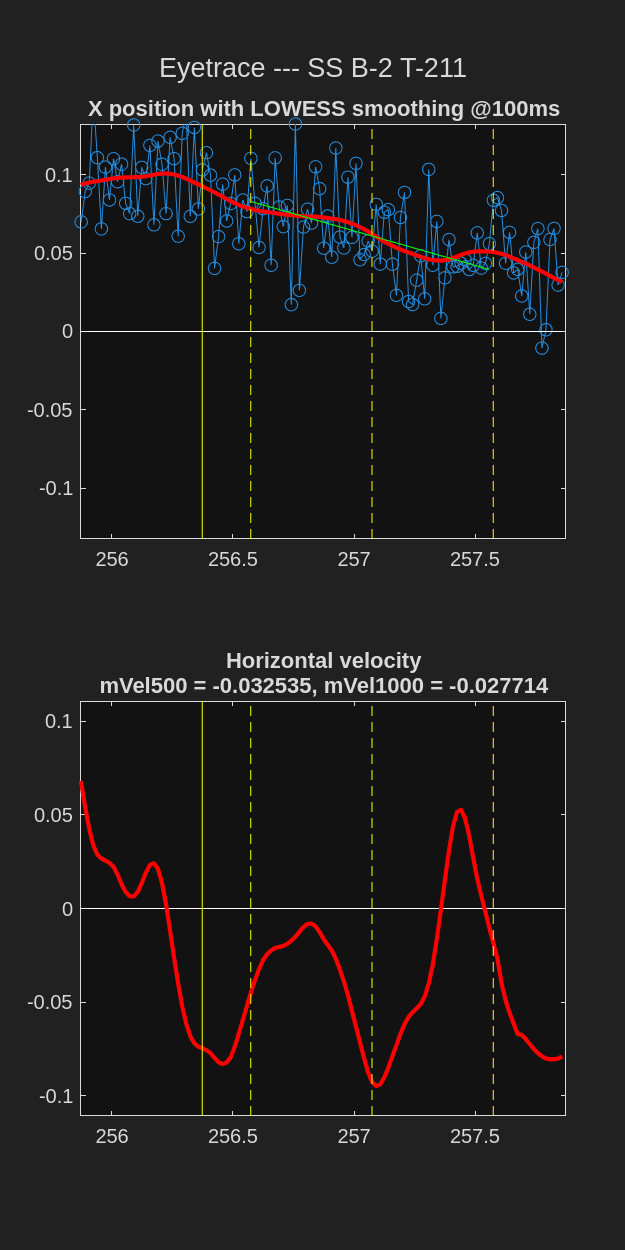 Eyetrace --- SS B-2 T-211
X position with LOWESS smoothing @100ms
0.1
0.05
0
-0.05
-0.1
256 256.5 257 257.5
Horizontal velocity
mVel500 = -0.032535, mVel1000 = -0.027714
0.1
0.05
0
-0.05
-0.1
256 256.5 257 257.5